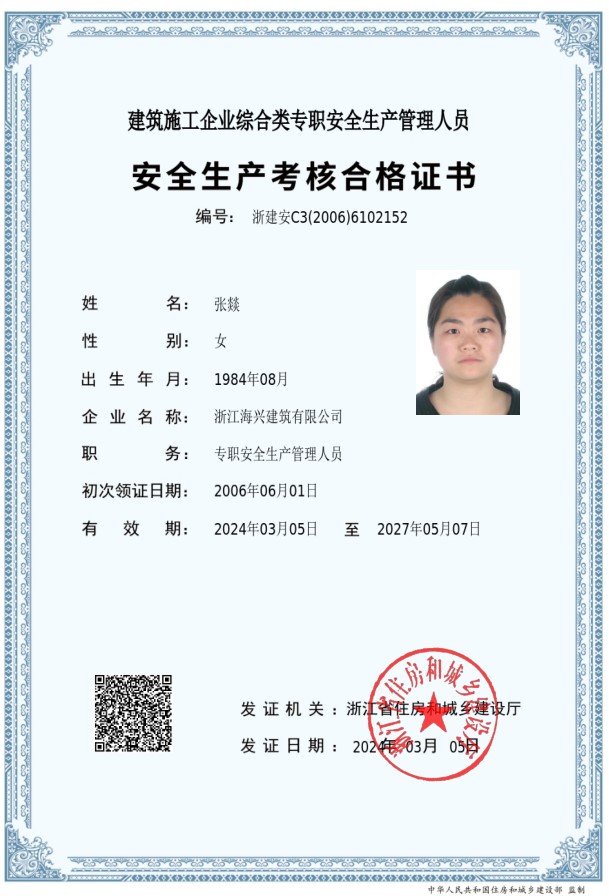 建筑施工企业综合类专职安全生产管理人员
安全生产考核合格证书
编号： 浙建安C3(2006)6102152
姓 名： 张燚
性 别： 女
出生年月： 1984年08月
企业名称： 浙江海兴建筑有限公司
职 务： 专职安全生产管理人员
初次领证日期： 2006年06月01日
有 效 期： 2024年03月05日 至 2027年05月07日
浙江省住房和城乡建设厅
发证机关：浙江省住房和城乡建设厅
发证日期： 2024年 03月 05日
中华人民共和国住房和城乡建设部 监制